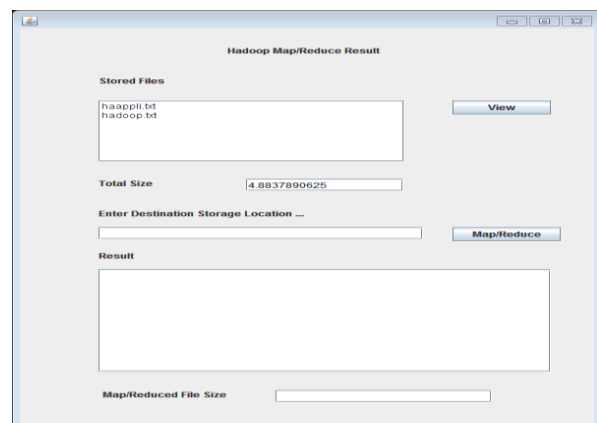 Hadoop Map/Reduce Result
Stored Files
haappli.txt
hadoop.txt
View
Total Size
4.8837890625
Enter Destination Storage Location ...
Map/Reduce
Result
Map/Reduced File Size